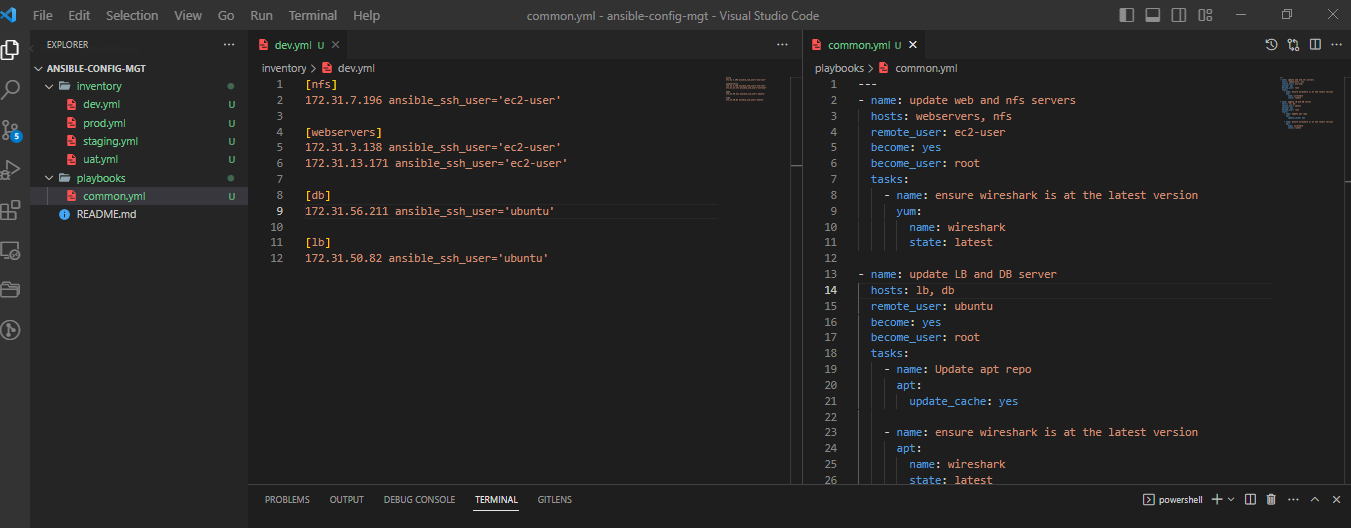 File Edit Selection View Go Run Terminal Help common.yml - ansible-config-mgt - Visual Studio Code
EXPLORER
ANSIBLE-CONFIG-MGT
inventory
dev.yml U
prod.yml U
staging.yml U
uat.yml U
playbooks
common.yml U
README.md
5
dev.yml U
inventory > dev.yml
1 [nfs]
2 172.31.7.196 ansible_ssh_user='ec2-user'
3
4 [webservers]
5 172.31.3.138 ansible_ssh_user='ec2-user'
6 172.31.13.171 ansible_ssh_user='ec2-user'
7
8 [db]
9 172.31.56.211 ansible_ssh_user='ubuntu'
10
11 [lb]
12 172.31.50.82 ansible_ssh_user='ubuntu'
common.yml U
playbooks > common.yml
1 ---
2 - name: update web and nfs servers
3 hosts: webservers, nfs
4 remote_user: ec2-user
5 become: yes
6 become_user: root
7 tasks:
8 - name: ensure wireshark is at the latest version
9 yum:
10 name: wireshark
11 state: latest
12
13 - name: update LB and DB server
14 hosts: lb, db
15 remote_user: ubuntu
16 become: yes
17 become_user: root
18 tasks:
19 - name: Update apt repo
20 apt:
21 update_cache: yes
22
23 - name: ensure wireshark is at the latest version
24 apt:
25 name: wireshark
26 state: latest
PROBLEMS OUTPUT DEBUG CONSOLE TERMINAL GITLENS powershell